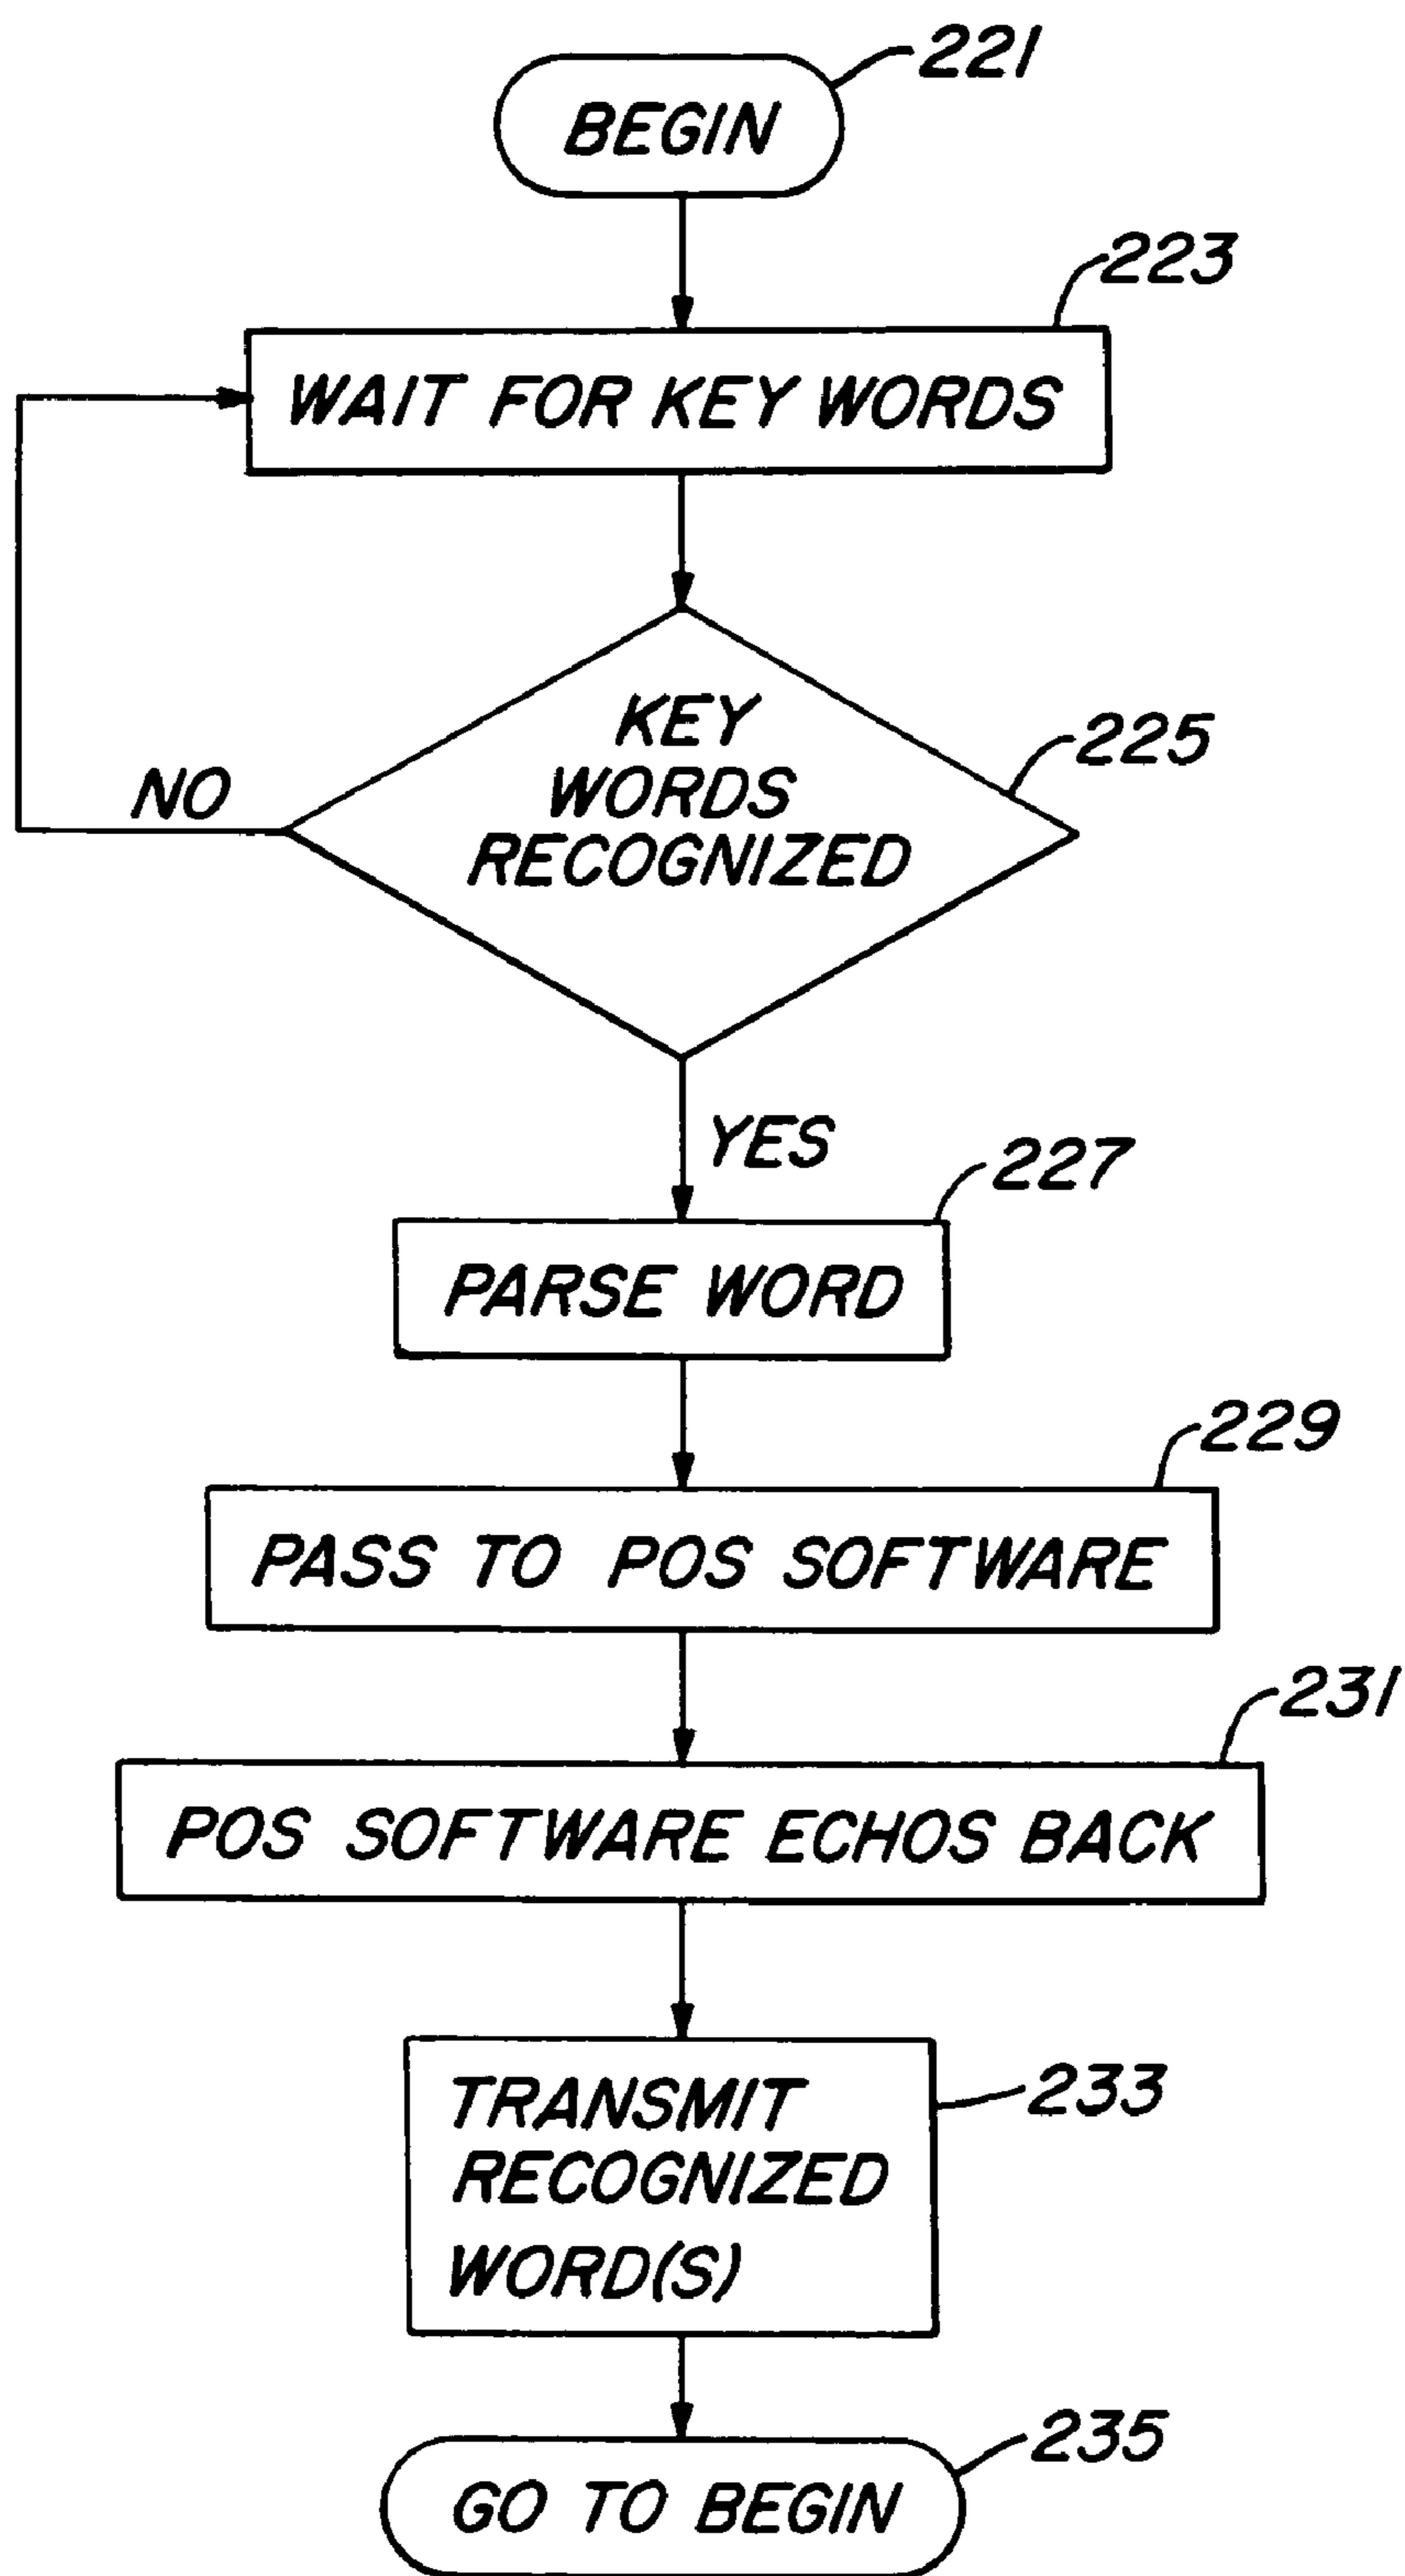 221
BEGIN
223
WAIT FOR KEY WORDS
KEY
WORDS
RECOGNIZED
225
NO
YES
227
PARSE WORD
229
PASS TO POS SOFTWARE
231
POS SOFTWARE ECHOS BACK
TRANSMIT
RECOGNIZED
WORD(S)
233
235
GO TO BEGIN